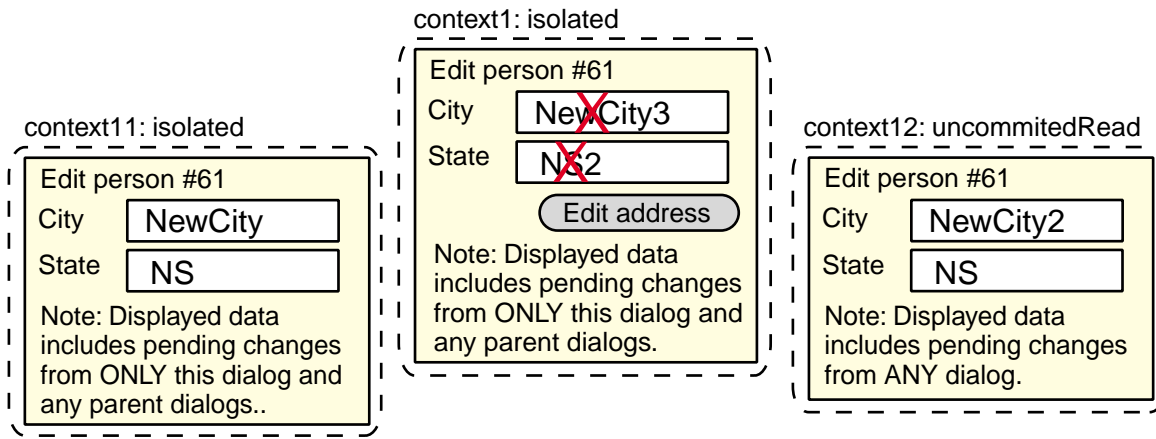 context1: isolated
Edit person #61
City NewCity3
State NS2
Edit address
Note: Displayed data
includes pending changes
from ONLY this dialog and
any parent dialogs.
context11: isolated
Edit person #61
City NewCity
State NS
Note: Displayed data
includes pending changes
from ONLY this dialog and
any parent dialogs..
context12: uncommitedRead
Edit person #61
City NewCity2
State NS
Note: Displayed data
includes pending changes
from ANY dialog.